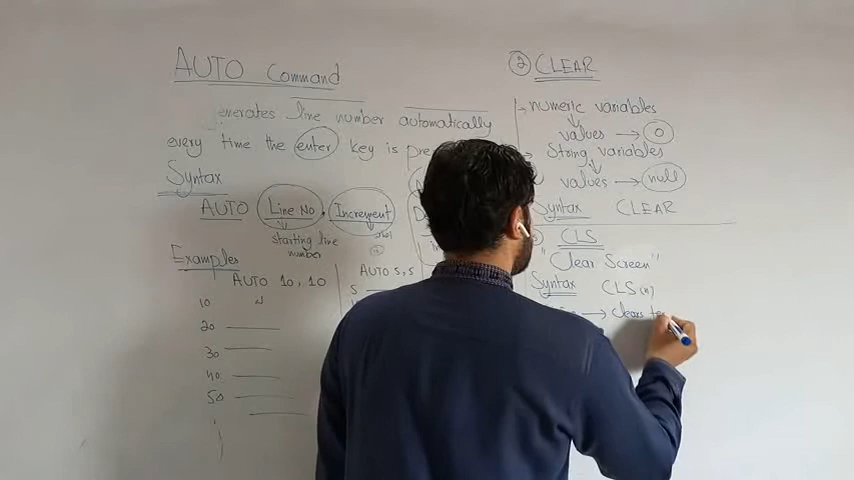 AUTO Command
generates line number automatically
every time the enter key is
Syntax
AUTO Line No. , Increment
starting line
number
Examples
AUTO 10, 10
10
20
30
40
50
AUTO 5, 5
5
② CLEAR
numeric variables
values → 0
String variables
values → null
Syntax CLEAR
CLS
"Clear Screen"
Syntax CLS (n)
→ clears